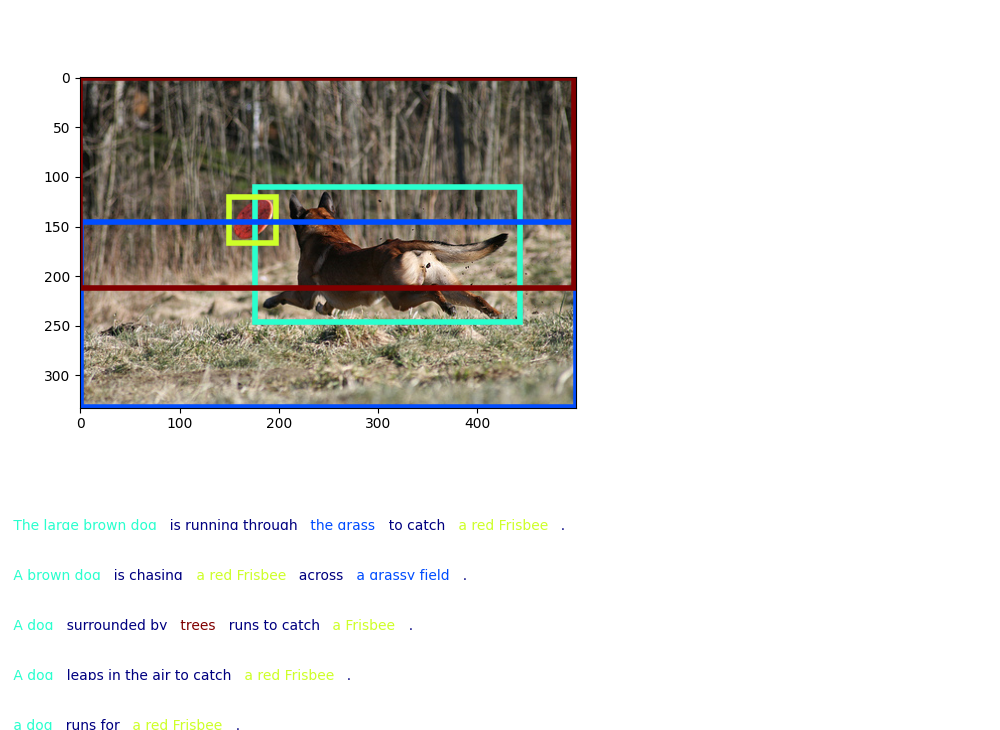 0
50
100
150
200
250
300
0 100 200 300 400
The large brown dog is running through the grass to catch a red Frisbee .
A brown dog is chasing a red Frisbee across a grassy field .
A dog surrounded by trees runs to catch a Frisbee .
A dog leaps in the air to catch a red Frisbee .
a dog runs for a red Frisbee .